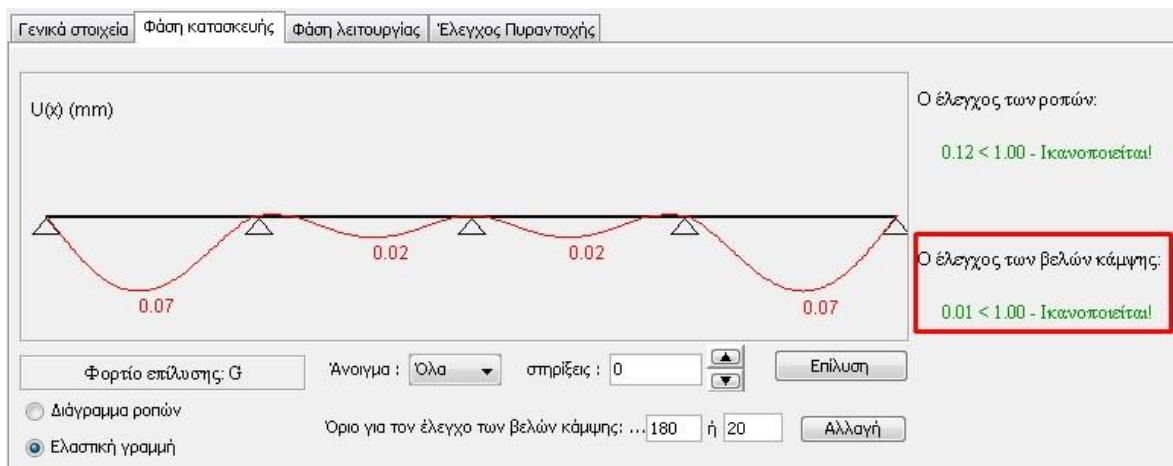 Γενικά στοιχεία Φάση κατασκευής Φάση λειτουργίας Έλεγχος Πυραντοχής
U(x) (mm)
0.07
0.02
0.02
0.07
Ο έλεγχος των ροπών:
0.12 < 1.00 - Ικανοποιείται!
Ο έλεγχος των βελών κάμψης:
0.01 < 1.00 - Ικανοποιείται!
Φορτίο επίλυσης: G
Άνοιγμα : Όλα στηρίξεις : 0 Επίλυση
Διάγραμμα ροπών
Ελαστική γραμμή
Όριο για τον έλεγχο των βελών κάμψης: ... 180 ή 20 Αλλαγή